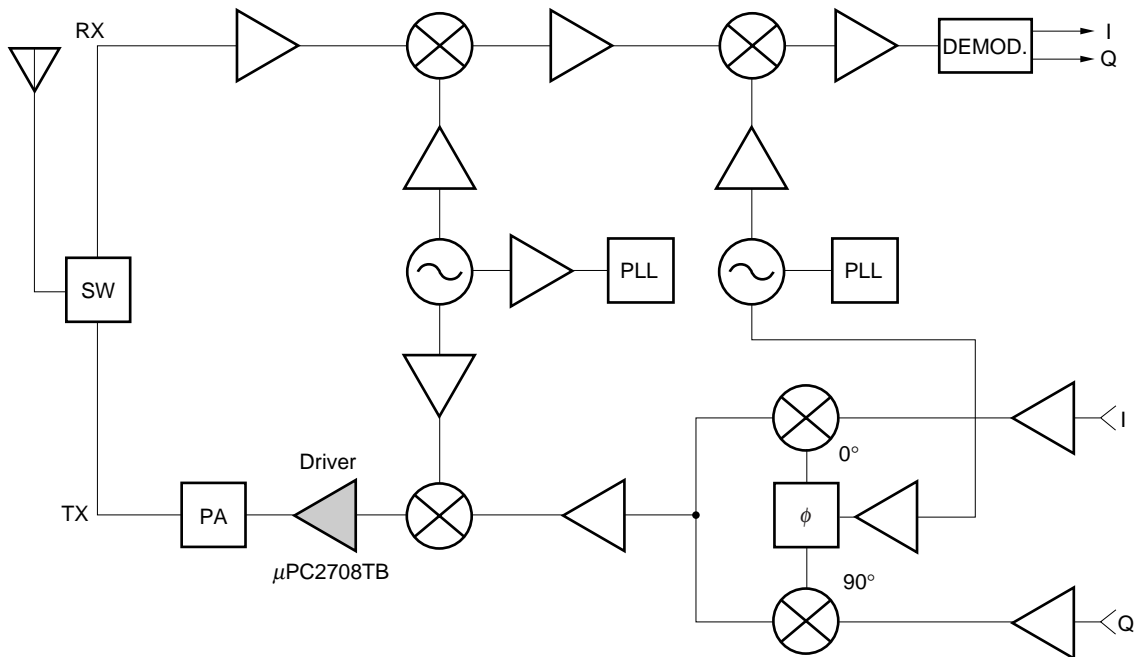 RX
I
DEMOD.
Q
SW
PLL
PLL
I
0°
Driver
TX
PA
ϕ
μPC2708TB
90°
Q